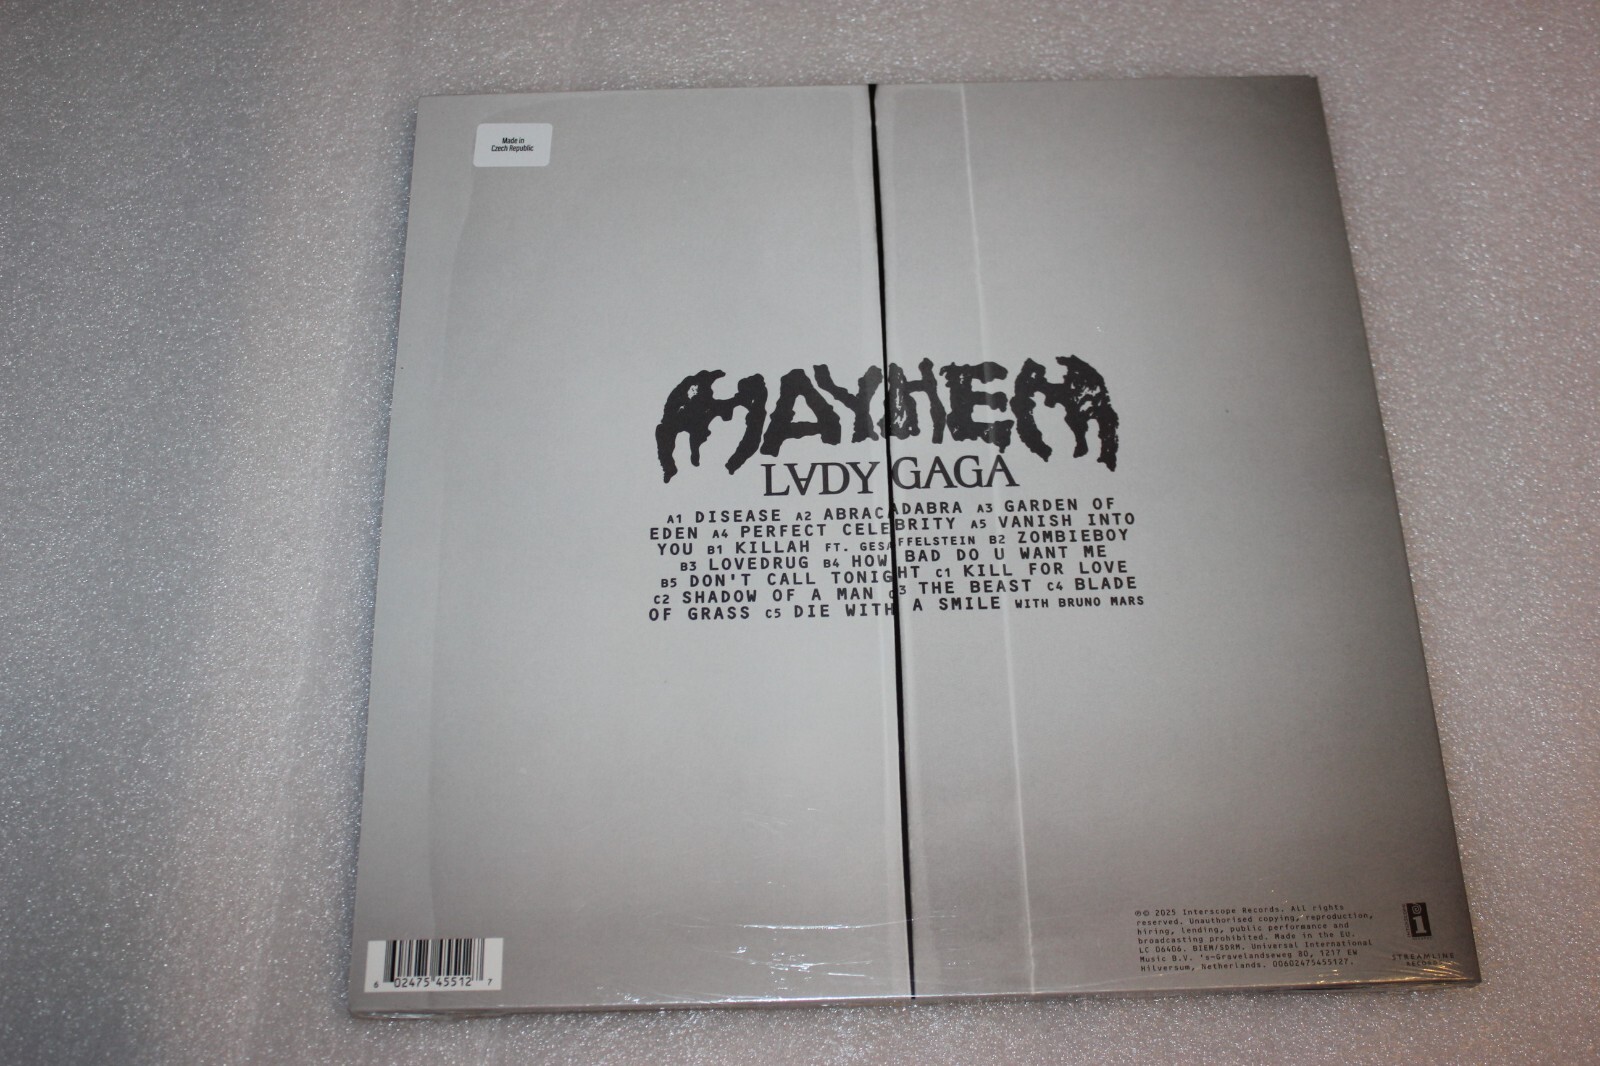 Made in
Czech Republic
MAYHEM
LADY GAGA
A1 DISEASE A2 ABRACADABRA A3 GARDEN OF
EDEN A4 PERFECT CELEBRITY A5 VANISH INTO
YOU B1 KILLAH FT. GESAFFELSTEIN B2 ZOMBIEBOY
B3 LOVEDRUG B4 HOW BAD DO U WANT ME
B5 DON'T CALL TONIGHT C1 KILL FOR LOVE
C2 SHADOW OF A MAN C3 THE BEAST C4 BLADE
OF GRASS C5 DIE WITH A SMILE WITH BRUNO MARS
℗© 2025 Interscope Records. All rights
reserved. Unauthorised copying, reproduction,
hiring, lending, public performance and
broadcasting prohibited. Made in the EU.
LC 06406. BIEM/SDRM. Universal International
Music B.V. 's-Gravelandseweg 80, 1217 EW
Hilversum, Netherlands. 00602475455127.
i
STREAMLINE
RECORDS
6 02475 45512 7